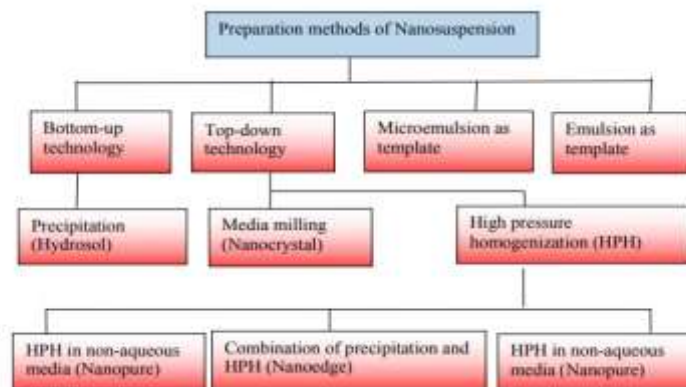 Preparation methods of Nanosuspension
Bottom-up
technology
Top-down
technology
Microemulsion as
template
Emulsion as
template
Precipitation
(Hydrosol)
Media milling
(Nanocrystal)
High pressure
homogenization (HPH)
HPH in non-aqueous
media (Nanopure)
Combination of precipitation and
HPH (Nanoedge)
HPH in non-aqueous
media (Nanopure)